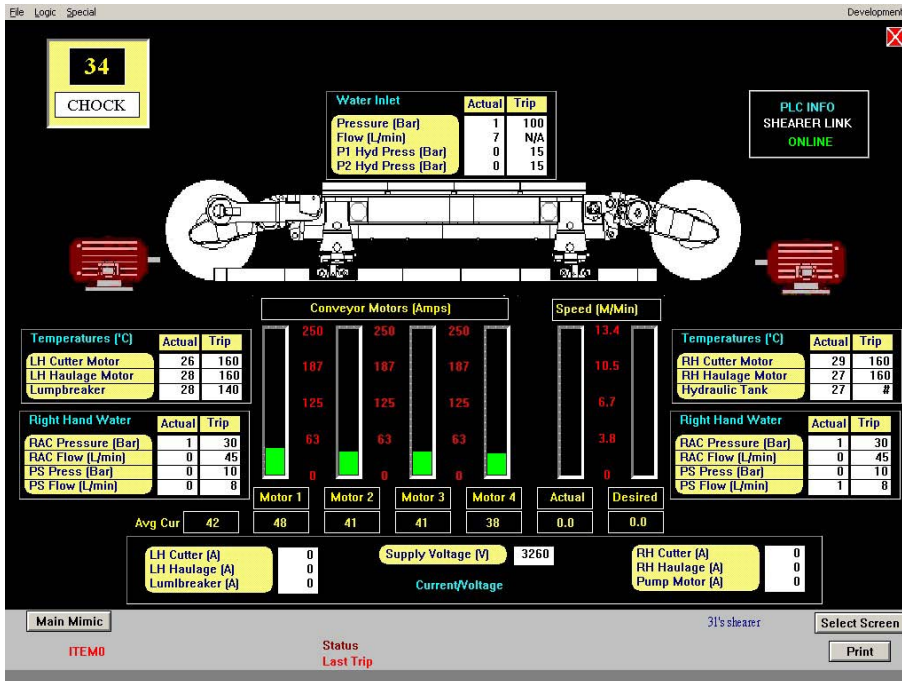 File Logic Special Development
34
CHOCK
Water Inlet Actual Trip
Pressure (Bar) 1 100
Flow (L/min) 7 N/A
P1 Hyd Press (Bar) 0 15
P2 Hyd Press (Bar) 0 15
PLC INFO
SHEARER LINK
ONLINE
Conveyor Motors (Amps)
250 250 250
187 187 187
125 125 125
63 63 63
0 0 0
Speed (M/Min)
13.4
10.5
6.7
3.8
0
Temperatures (°C) Actual Trip
LH Cutter Motor 26 160
LH Haulage Motor 28 160
Lumpbreaker 28 140
Right Hand Water Actual Trip
RAC Pressure (Bar) 1 30
RAC Flow (L/min) 0 45
PS Press (Bar) 0 10
PS Flow (L/min) 0 8
Temperatures (°C) Actual Trip
RH Cutter Motor 29 160
RH Haulage Motor 27 160
Hydraulic Tank 27 #
Right Hand Water Actual Trip
RAC Pressure (Bar) 1 30
RAC Flow (L/min) 0 45
PS Press (Bar) 0 10
PS Flow (L/min) 1 8
Motor 1 Motor 2 Motor 3 Motor 4 Actual Desired
Avg Cur 42 48 41 41 38 0.0 0.0
LH Cutter (A) 0
LH Haulage (A) 0
Lumlbreaker (A) 0
Supply Voltage (V) 3260
Current/Voltage
RH Cutter (A) 0
RH Haulage (A) 0
Pump Motor (A) 0
Main Mimic 31's shearer Select Screen
ITEM0 Status Print
Last Trip